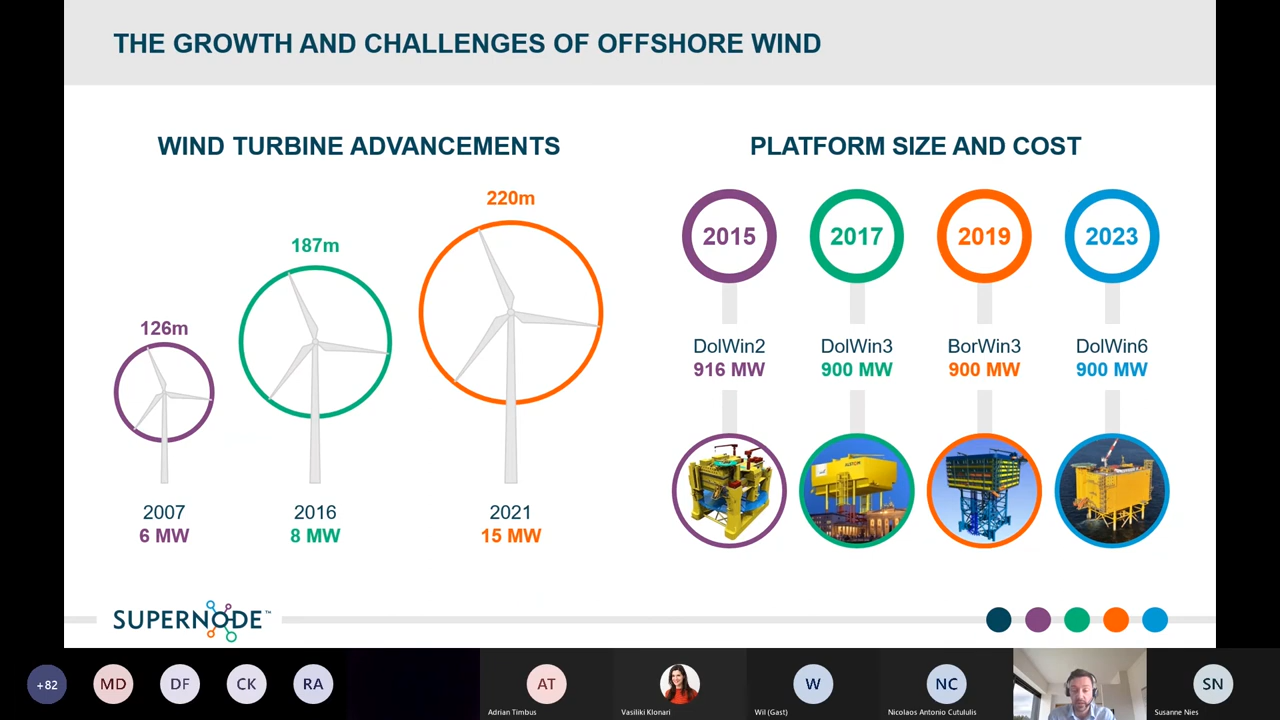 THE GROWTH AND CHALLENGES OF OFFSHORE WIND
WIND TURBINE ADVANCEMENTS
126m
187m
220m
2007
6 MW
2016
8 MW
2021
15 MW
PLATFORM SIZE AND COST
2015
2017
2019
2023
DolWin2
916 MW
DolWin3
900 MW
BorWin3
900 MW
DolWin6
900 MW
SUPERNODE™
+82
MD
DF
CK
RA
AT
Adrian Timbus
Vasiliki Klonari
W
Wil (Gast)
NC
Nicolaos Antonio Cutululis
SN
Susanne Nies